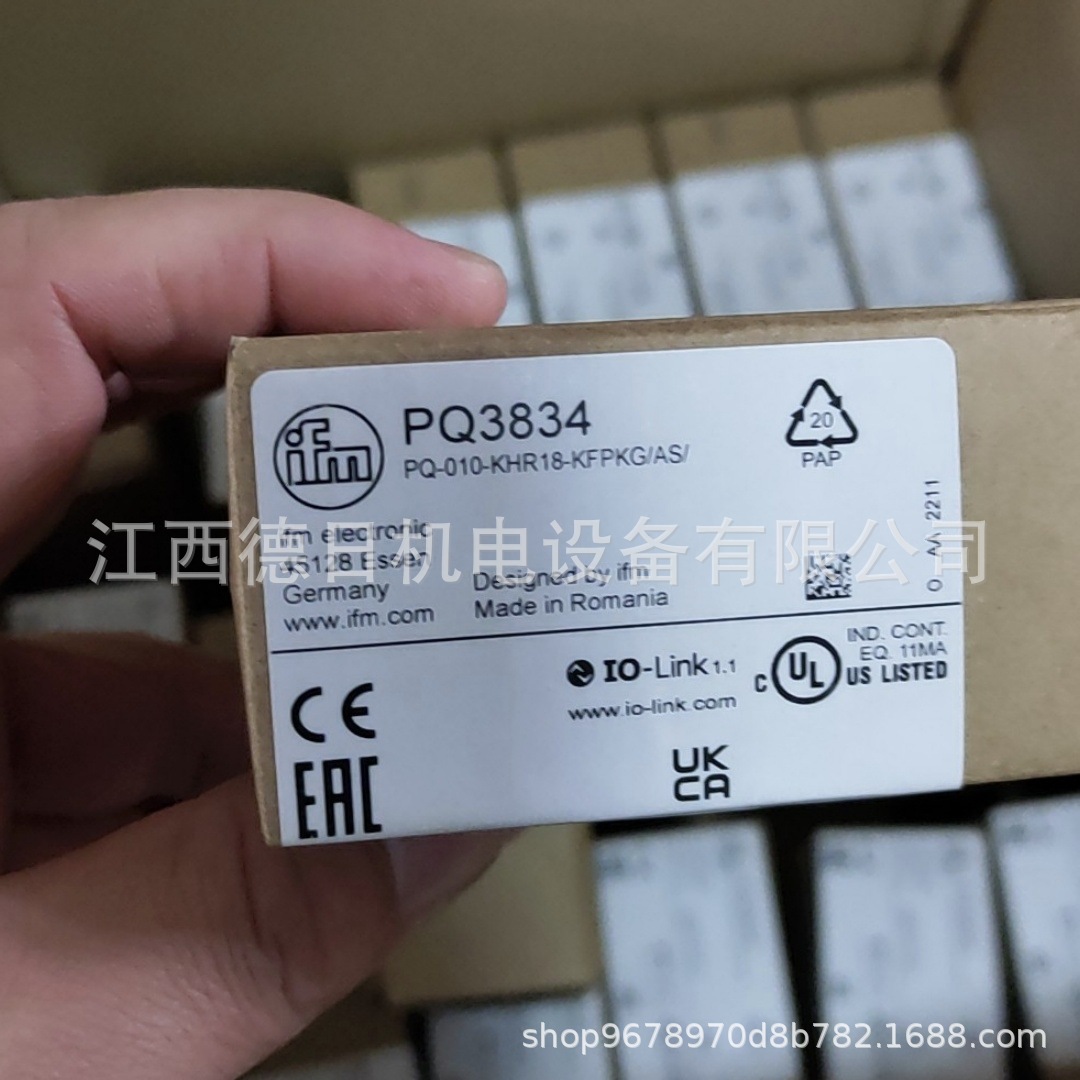 ifm
PQ3834
PQ-010-KHR18-KFPKG/AS/
20
PAP
O AA 2211
江西德日机电设备有限公司
ifm electronic
45128 Essen
Germany
www.ifm.com
Designed by ifm
Made in Romania
IO-Link 1.1
www.io-link.com
C UL US LISTED
IND. CONT.
EQ. 11MA
CE
EAC
UK
CA
shop9678970d8b782.1688.com